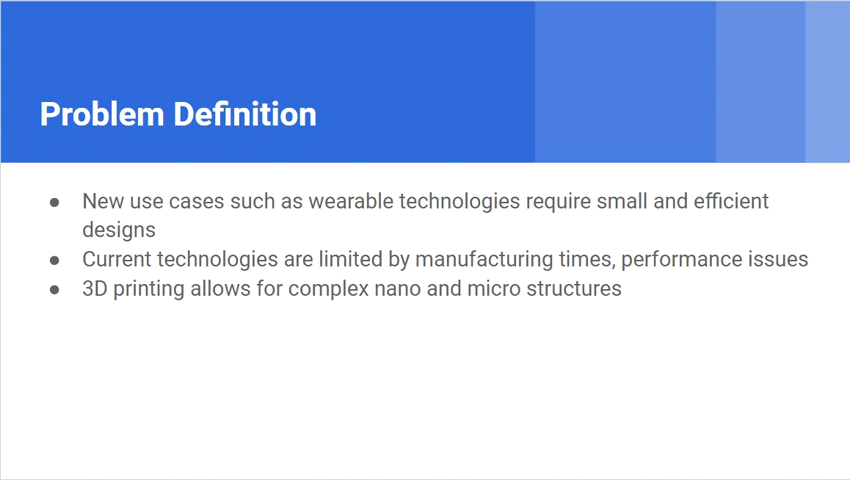 Problem Definition
● New use cases such as wearable technologies require small and efficient
designs
● Current technologies are limited by manufacturing times, performance issues
● 3D printing allows for complex nano and micro structures